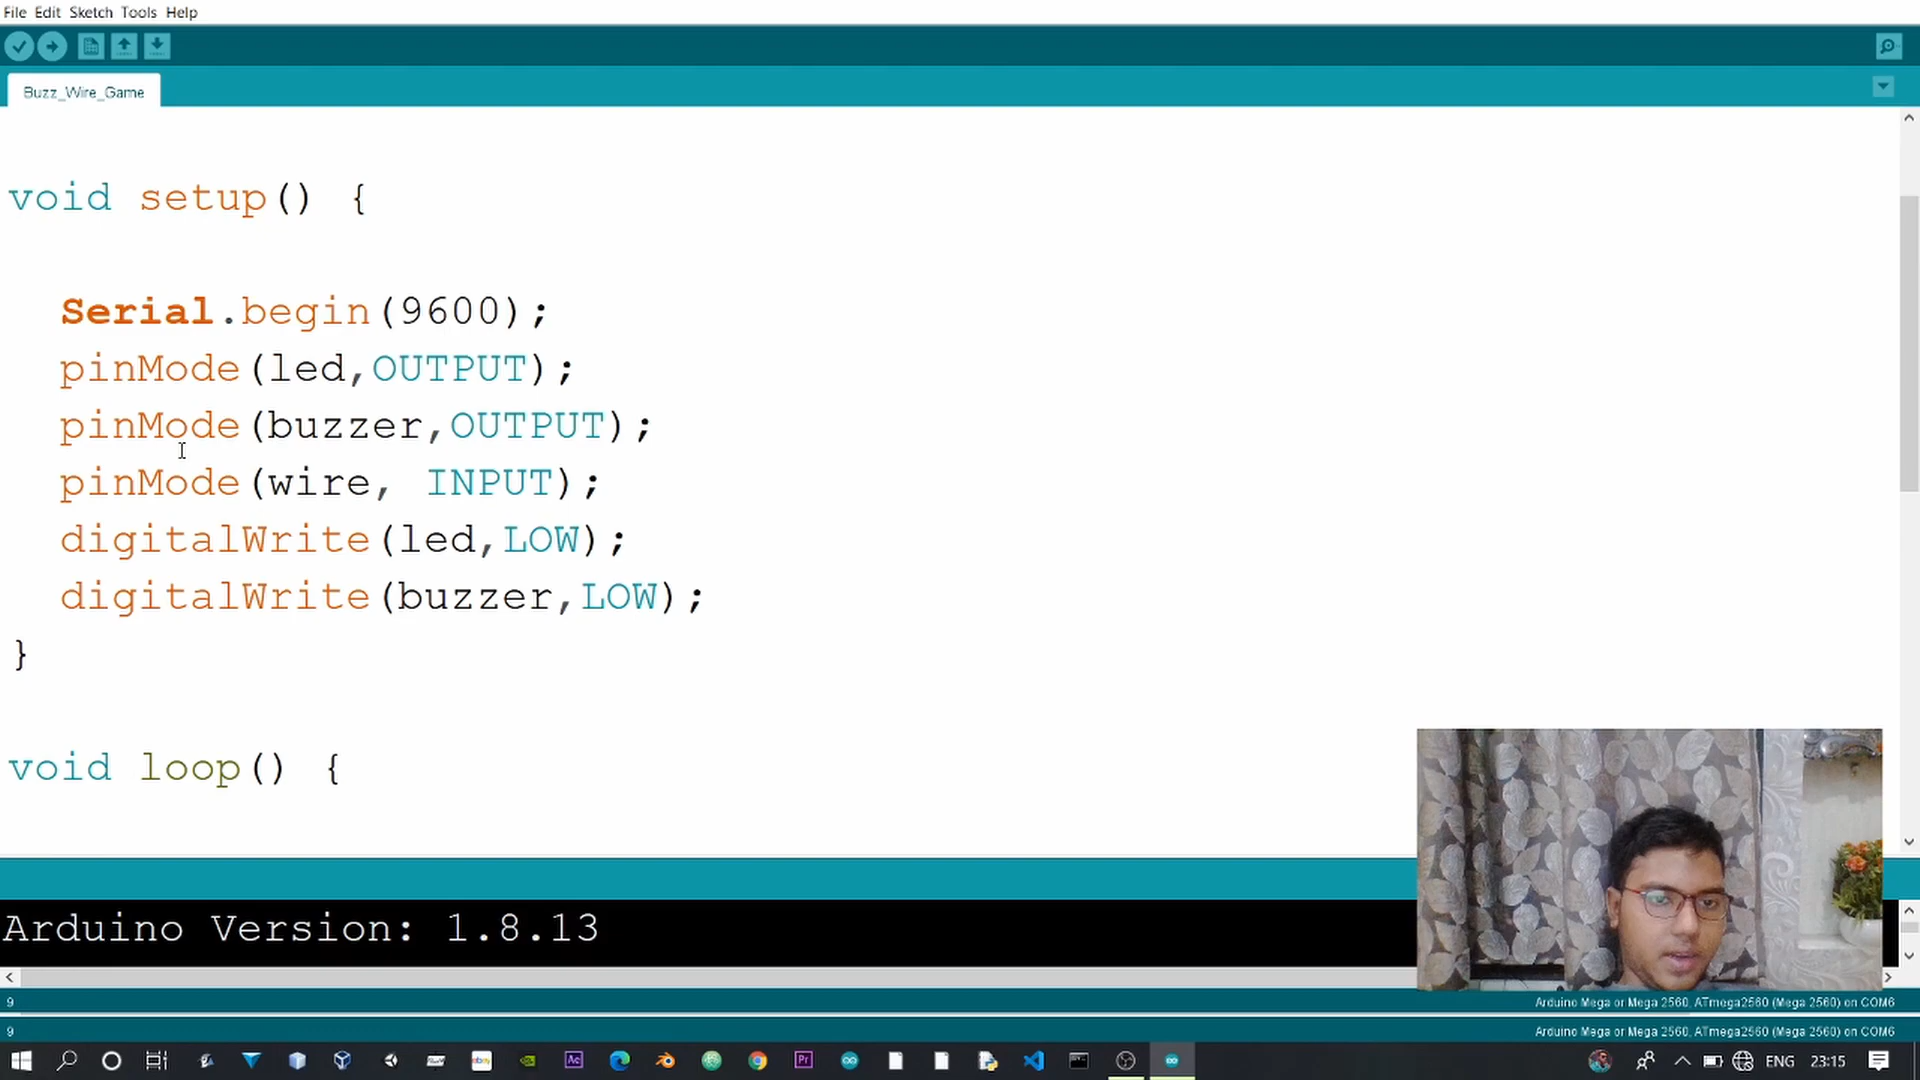 File Edit Sketch Tools Help
Buzz_Wire_Game
void setup() {
Serial.begin(9600);
pinMode(led,OUTPUT);
pinMode(buzzer,OUTPUT);
pinMode(wire, INPUT);
digitalWrite(led,LOW);
digitalWrite(buzzer,LOW);
}
void loop() {
Arduino Version: 1.8.13
9
Arduino Mega or Mega 2560, ATmega2560 (Mega 2560) on COM6
9
Arduino Mega or Mega 2560, ATmega2560 (Mega 2560) on COM6
ebay
Ae
Pr
ENG
23:15